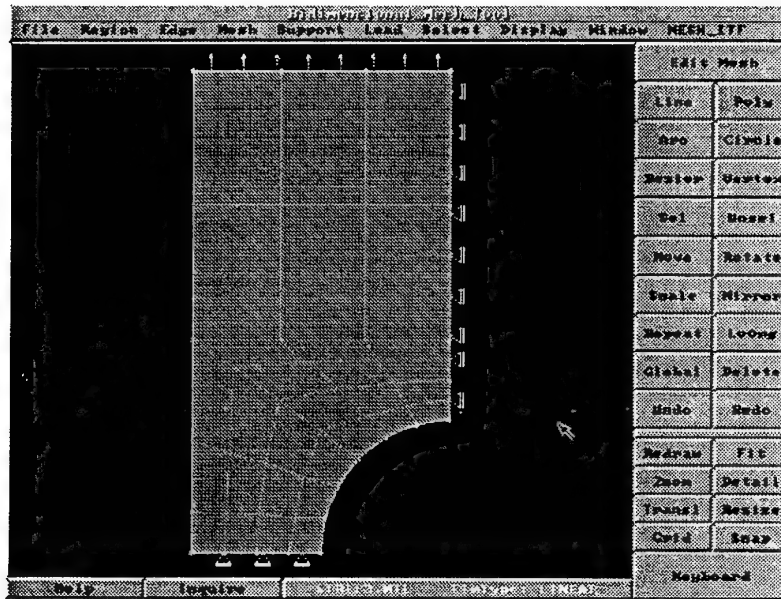 File Region Edge Mesh Support Load Select Display Window MESH_ITF
Edit Mesh
Line Poly
Arc Circle
Bezier Vertex
Sel Unsel
Move Rotate
Scale Mirror
Repeat
Global Delete
Undo Redo
Redraw Fit
Zoom Detail
Transl Resize
Grid Snap
Keyboard
Help Inquire